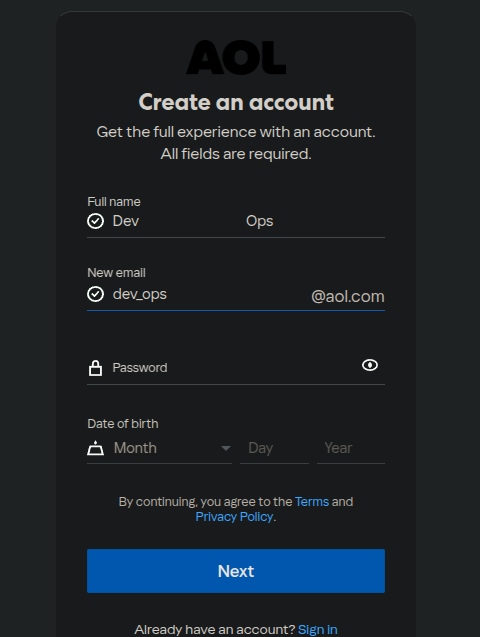 AOL
Create an account
Get the full experience with an account.
All fields are required.
Full name
Dev Ops
New email
dev_ops @aol.com
Password
Date of birth
Month Day Year
By continuing, you agree to the Terms and
Privacy Policy.
Next
Already have an account? Sign in